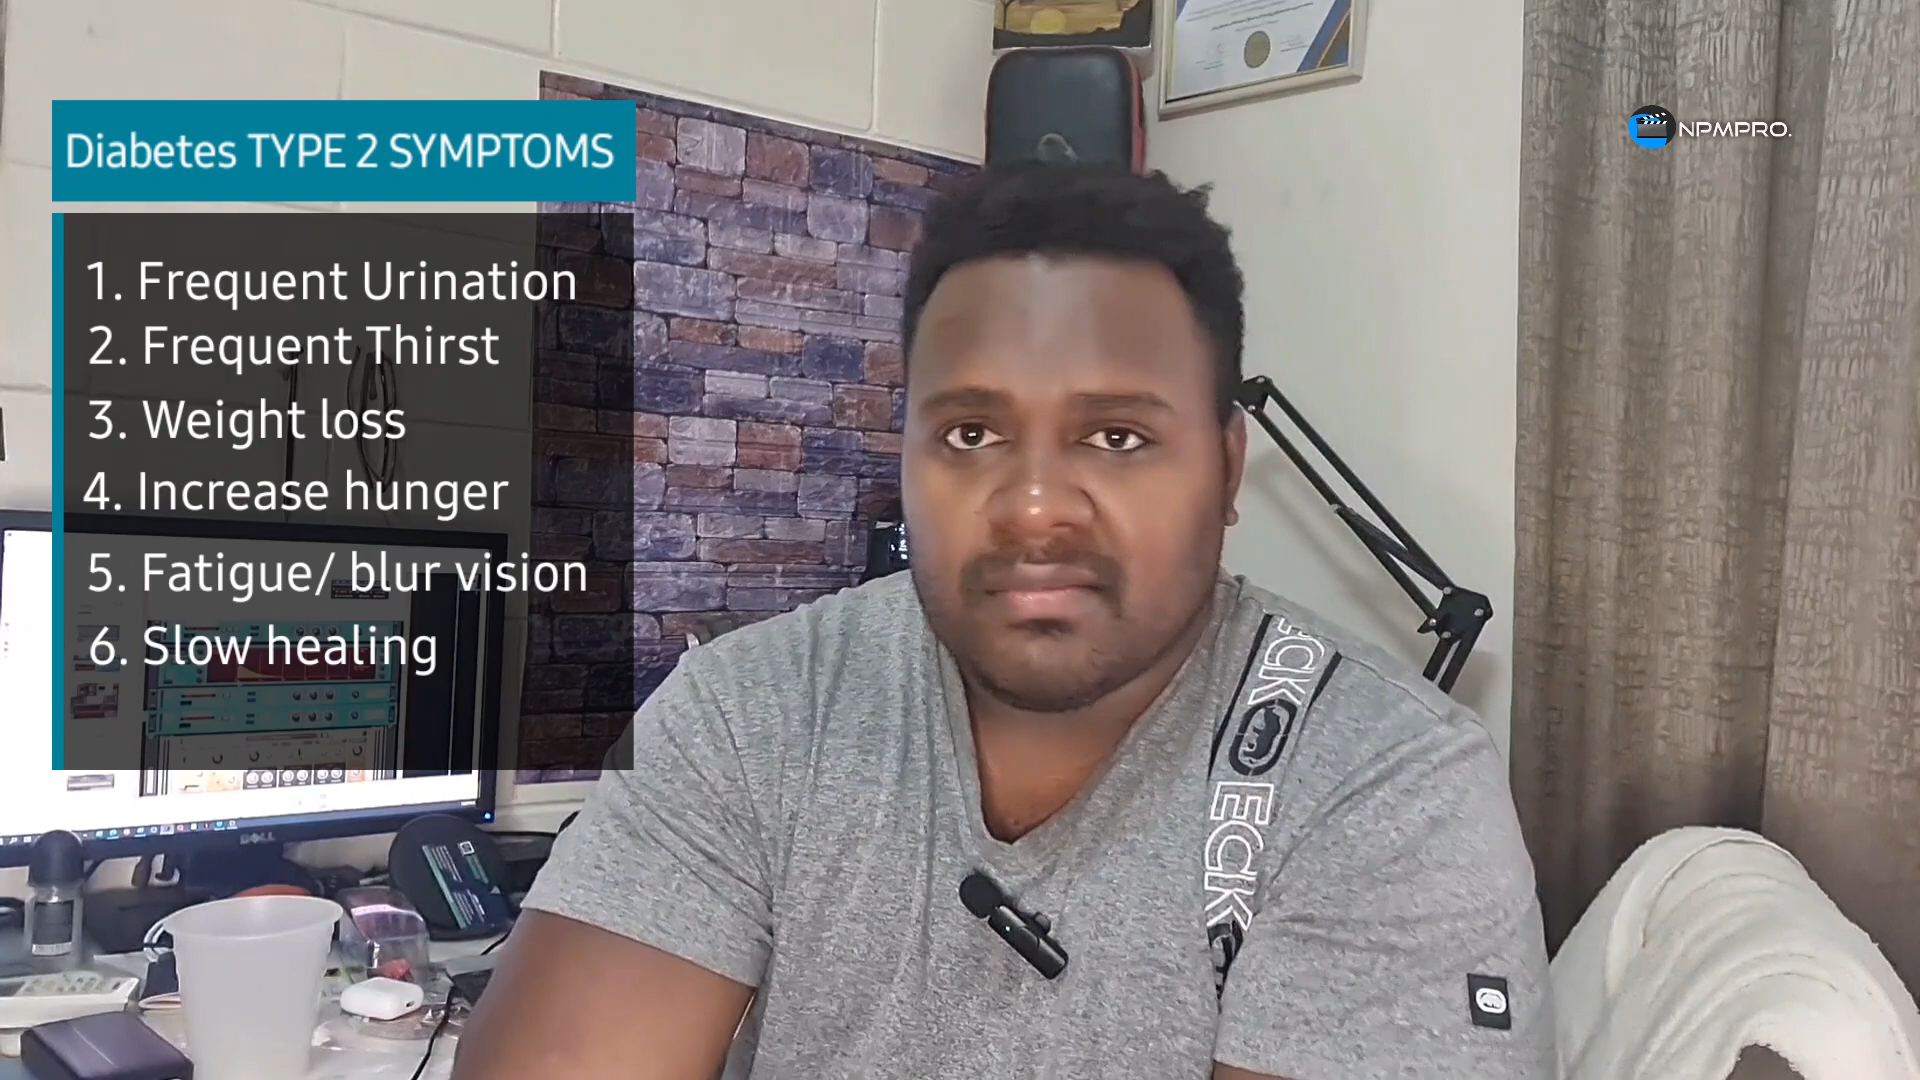 Diabetes TYPE 2 SYMPTOMS
1. Frequent Urination
2. Frequent Thirst
3. Weight loss
4. Increase hunger
5. Fatigue/ blur vision
6. Slow healing
NPMPRO.
ECKO
ECKO
DELL